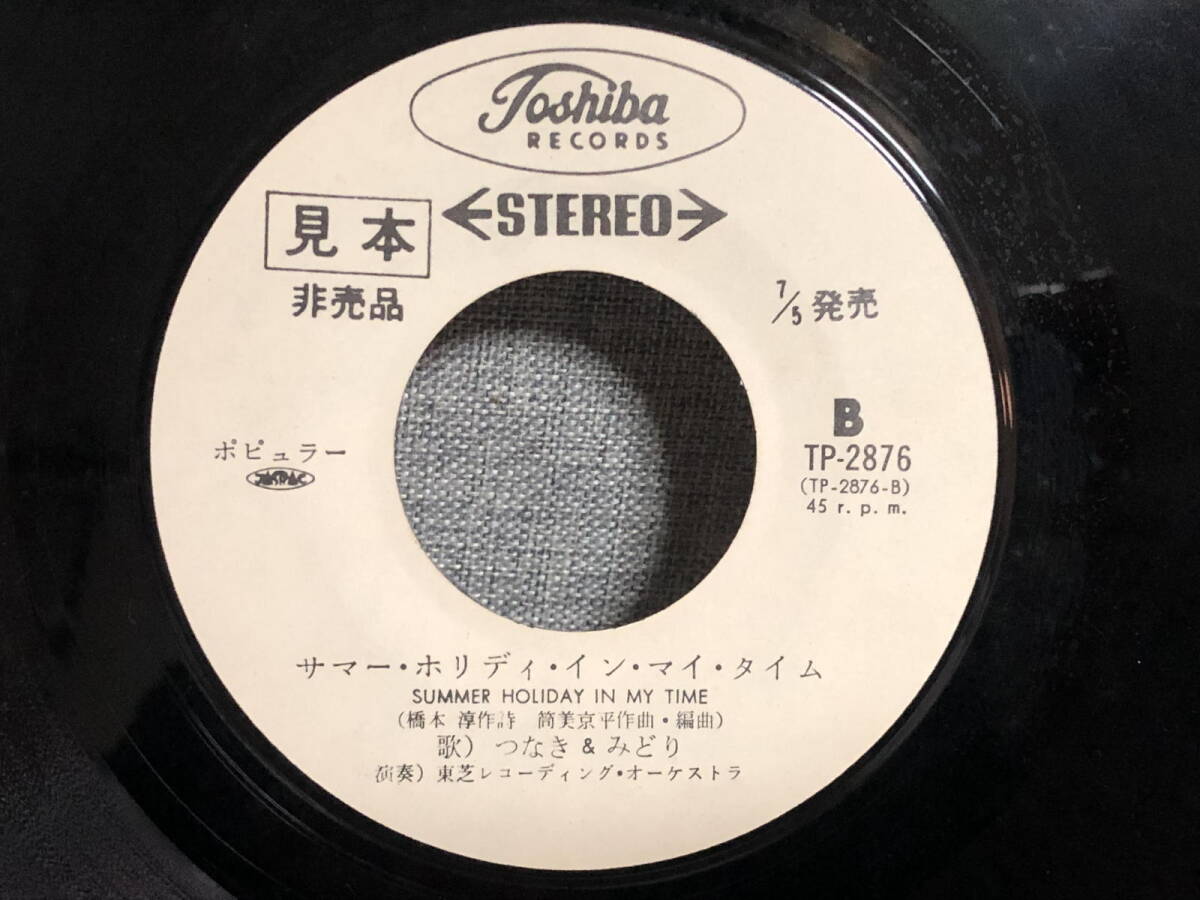 Toshiba
RECORDS
STEREO
見本
非売品
7/5 発売
ポピュラー
JASRAC
B
TP-2876
(TP-2876-B)
45 r. p. m.
サマー・ホリディ・イン・マイ・タイム
SUMMER HOLIDAY IN MY TIME
(橋本 淳作詩 筒美京平作曲・編曲)
歌) つなき & みどり
演奏) 東芝レコーディング・オーケストラ